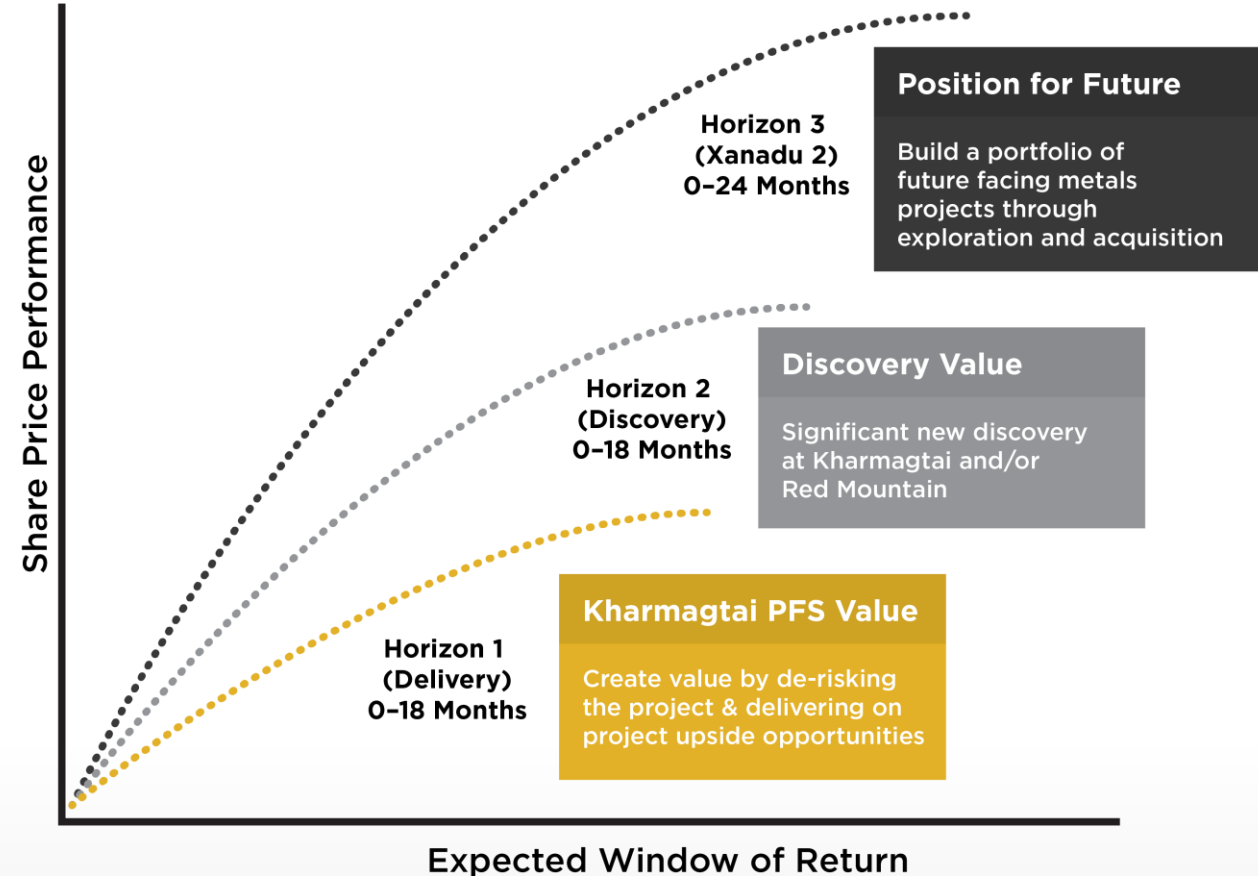 Share Price Performance
Horizon 3
(Xanadu 2)
0–24 Months
Position for Future
Build a portfolio of
future facing metals
projects through
exploration and acquisition
Horizon 2
(Discovery)
0–18 Months
Discovery Value
Significant new discovery
at Kharmagtai and/or
Red Mountain
Horizon 1
(Delivery)
0–18 Months
Kharmagtai PFS Value
Create value by de-risking
the project & delivering on
project upside opportunities
Expected Window of Return